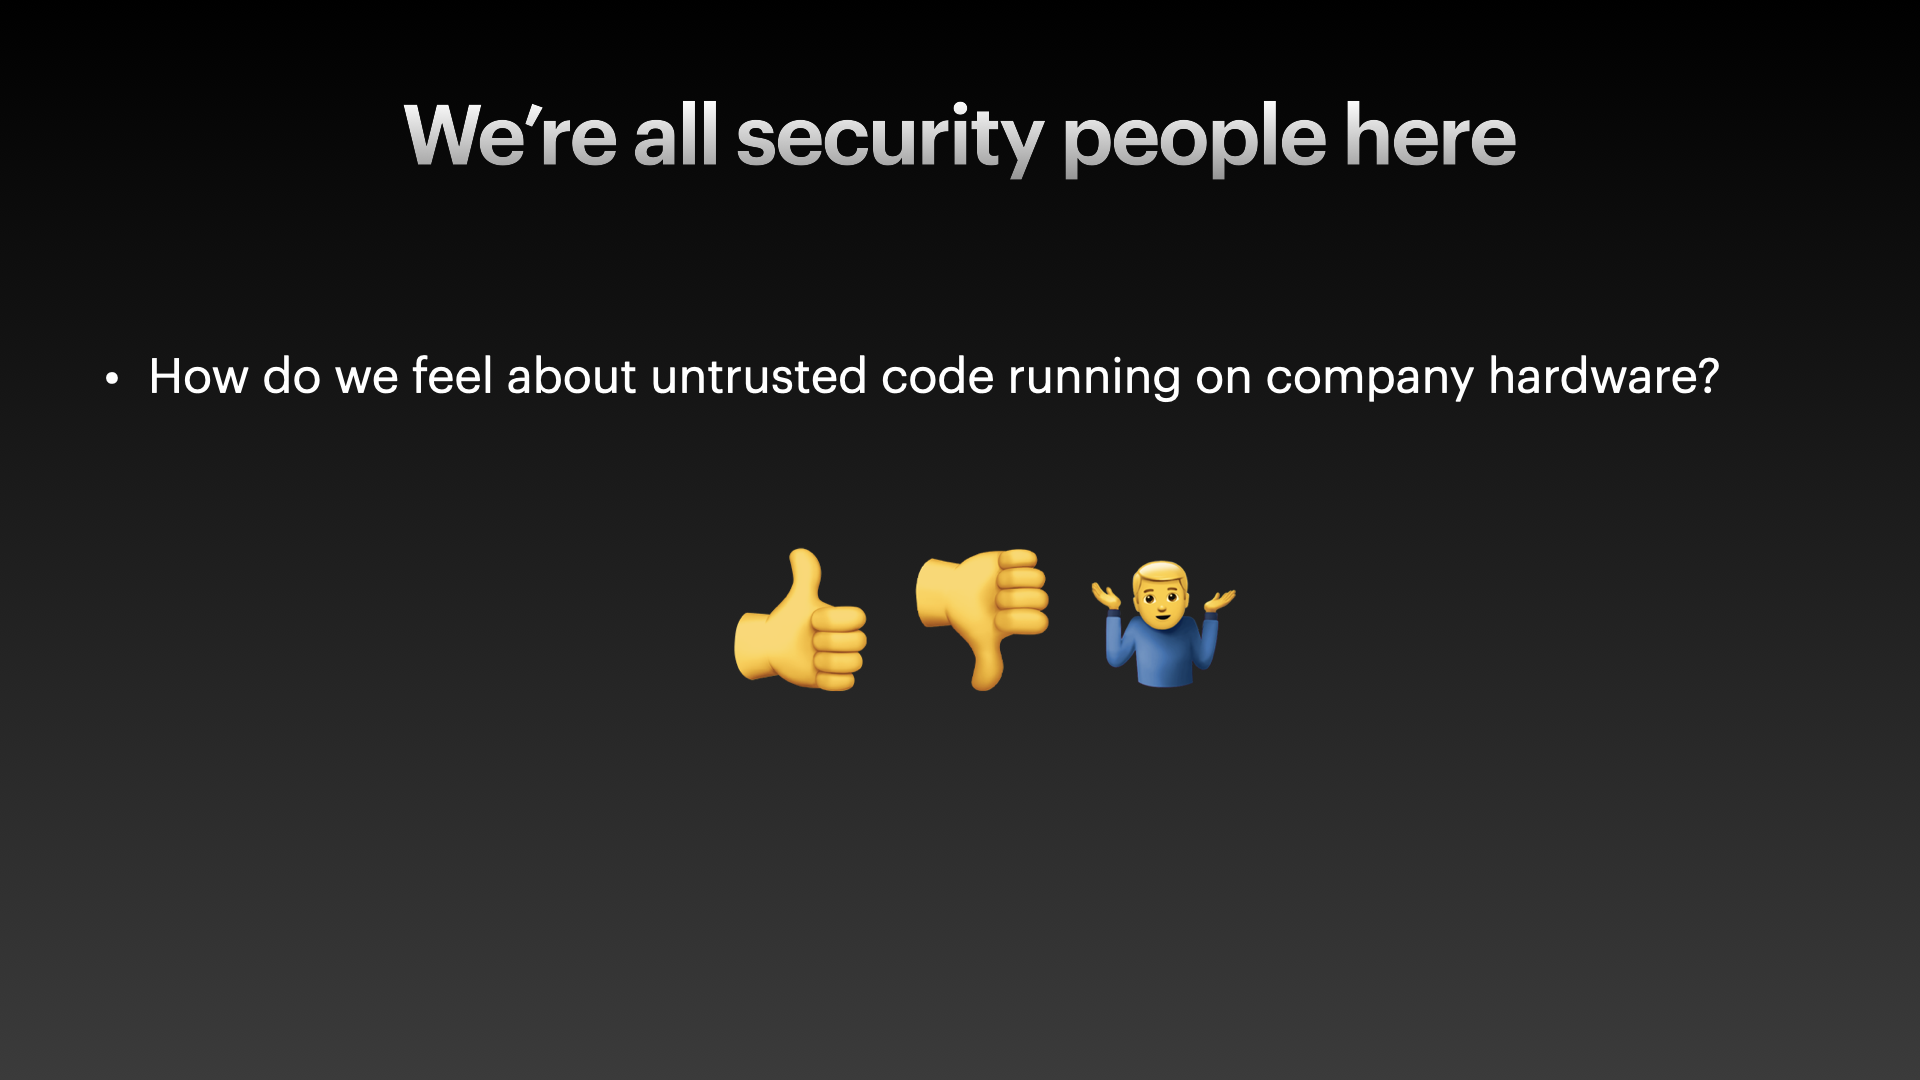 We’re all security people here
• How do we feel about untrusted code running on company hardware?
👍 👎 🤷‍♂️